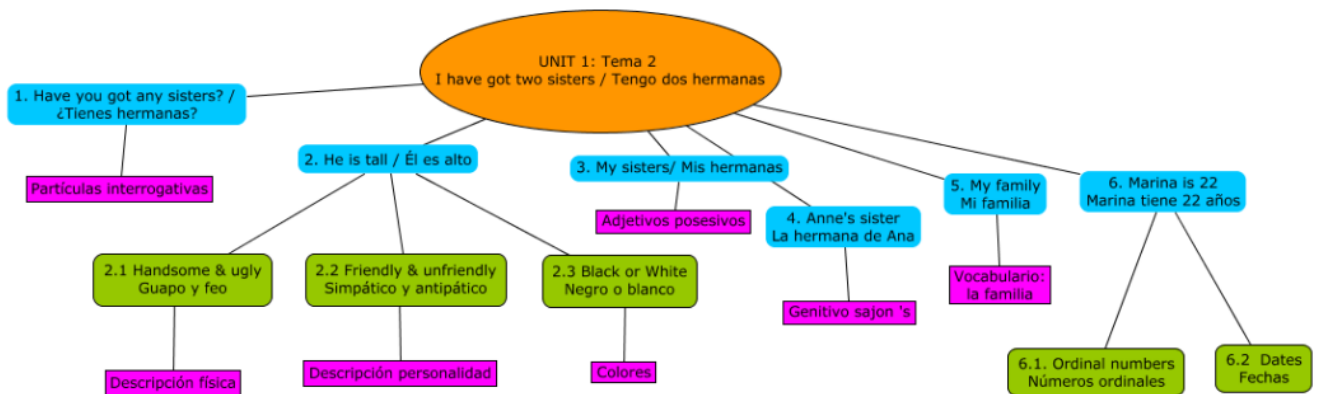 UNIT 1: Tema 2
I have got two sisters / Tengo dos hermanas
1. Have you got any sisters? /
¿Tienes hermanas?
Partículas interrogativas
2. He is tall / Él es alto
2.1 Handsome & ugly
Guapo y feo
Descripción física
2.2 Friendly & unfriendly
Simpático y antipático
Descripción personalidad
2.3 Black or White
Negro o blanco
Colores
3. My sisters/ Mis hermanas
Adjetivos posesivos
4. Anne's sister
La hermana de Ana
Genitivo sajon 's
5. My family
Mi familia
Vocabulario:
la familia
6. Marina is 22
Marina tiene 22 años
6.1. Ordinal numbers
Números ordinales
6.2 Dates
Fechas